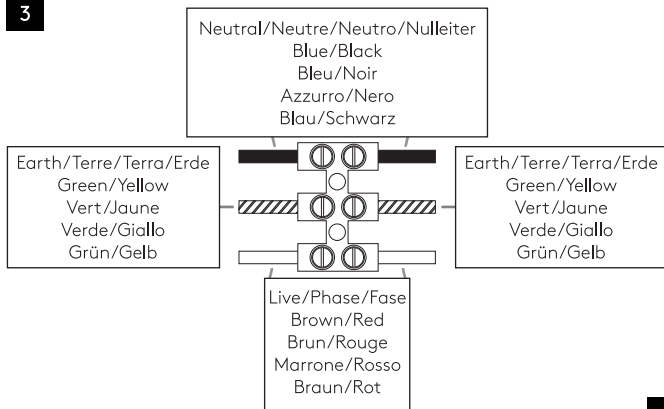 3
Neutral/Neutre/Neutro/Nulleiter
Blue/Black
Bleu/Noir
Azzurro/Nero
Blau/Schwarz
Earth/Terre/Terra/Erde
Green/Yellow
Vert/Jaune
Verde/Giallo
Grün/Gelb
Earth/Terre/Terra/Erde
Green/Yellow
Vert/Jaune
Verde/Giallo
Grün/Gelb
Live/Phase/Fase
Brown/Red
Brun/Rouge
Marrone/Rosso
Braun/Rot